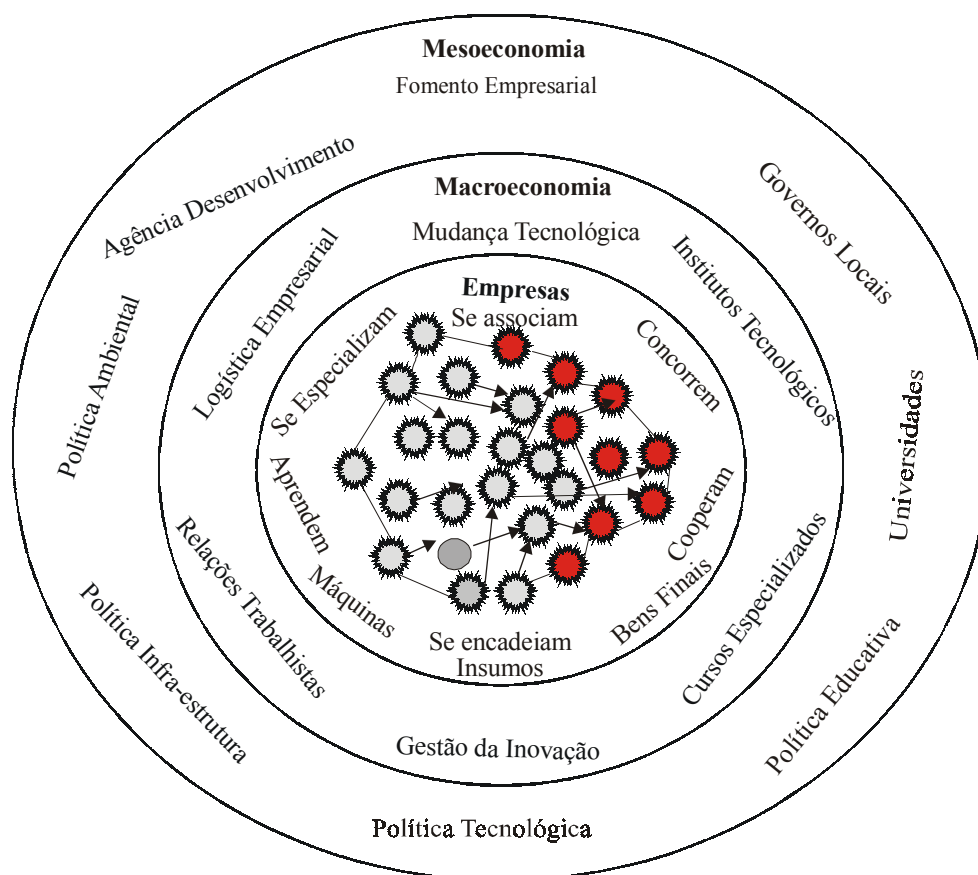 Mesoeconomia
Fomento Empresarial
Agência Desenvolvimento
Governos Locais
Política Ambiental
Universidades
Política Infra-estrutura
Política Educativa
Política Tecnológica
Macroeconomia
Mudança Tecnológica
Logística Empresarial
Institutos Tecnológicos
Relações Trabalhistas
Cursos Especializados
Gestão da Inovação
Empresas
Se associam
Se Especializam
Concorrem
Aprendem
Cooperam
Máquinas
Bens Finais
Se encadeiam
Insumos